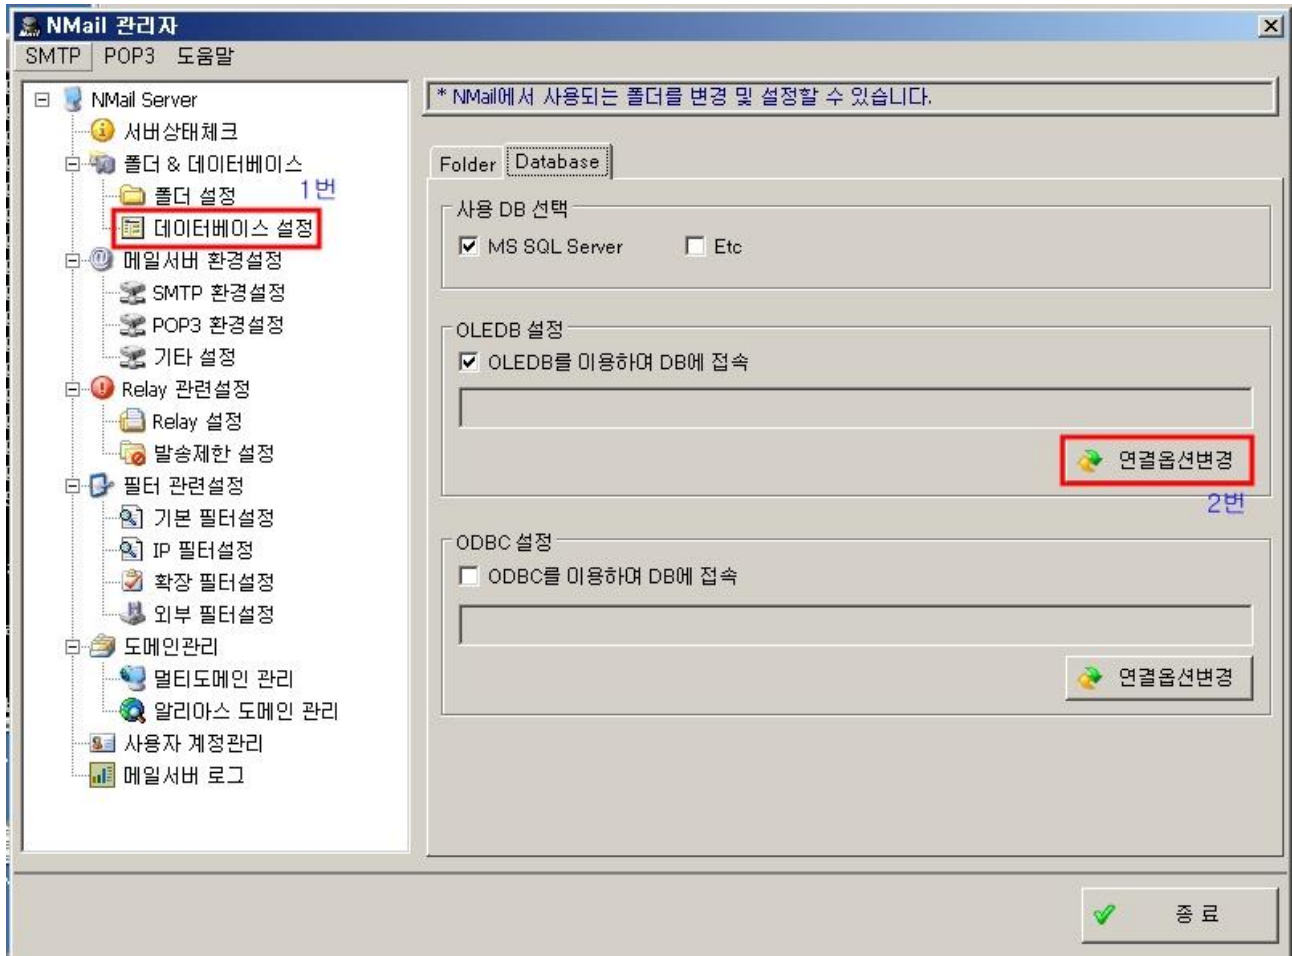 NMail 관리자
SMTP POP3 도움말
NMail Server
서버상태체크
폴더 & 데이터베이스
폴더 설정
1번
데이터베이스 설정
메일서버 환경설정
SMTP 환경설정
POP3 환경설정
기타 설정
Relay 관련설정
Relay 설정
발송제한 설정
필터 관련설정
기본 필터설정
IP 필터설정
확장 필터설정
외부 필터설정
도메인관리
멀티도메인 관리
알리아스 도메인 관리
사용자 계정관리
메일서버 로그
* NMail에서 사용되는 폴더를 변경 및 설정할 수 있습니다.
Folder Database
사용 DB 선택
MS SQL Server Etc
OLEDB 설정
OLEDB를 이용하여 DB에 접속
연결옵션변경
2번
ODBC 설정
ODBC를 이용하여 DB에 접속
연결옵션변경
종 료